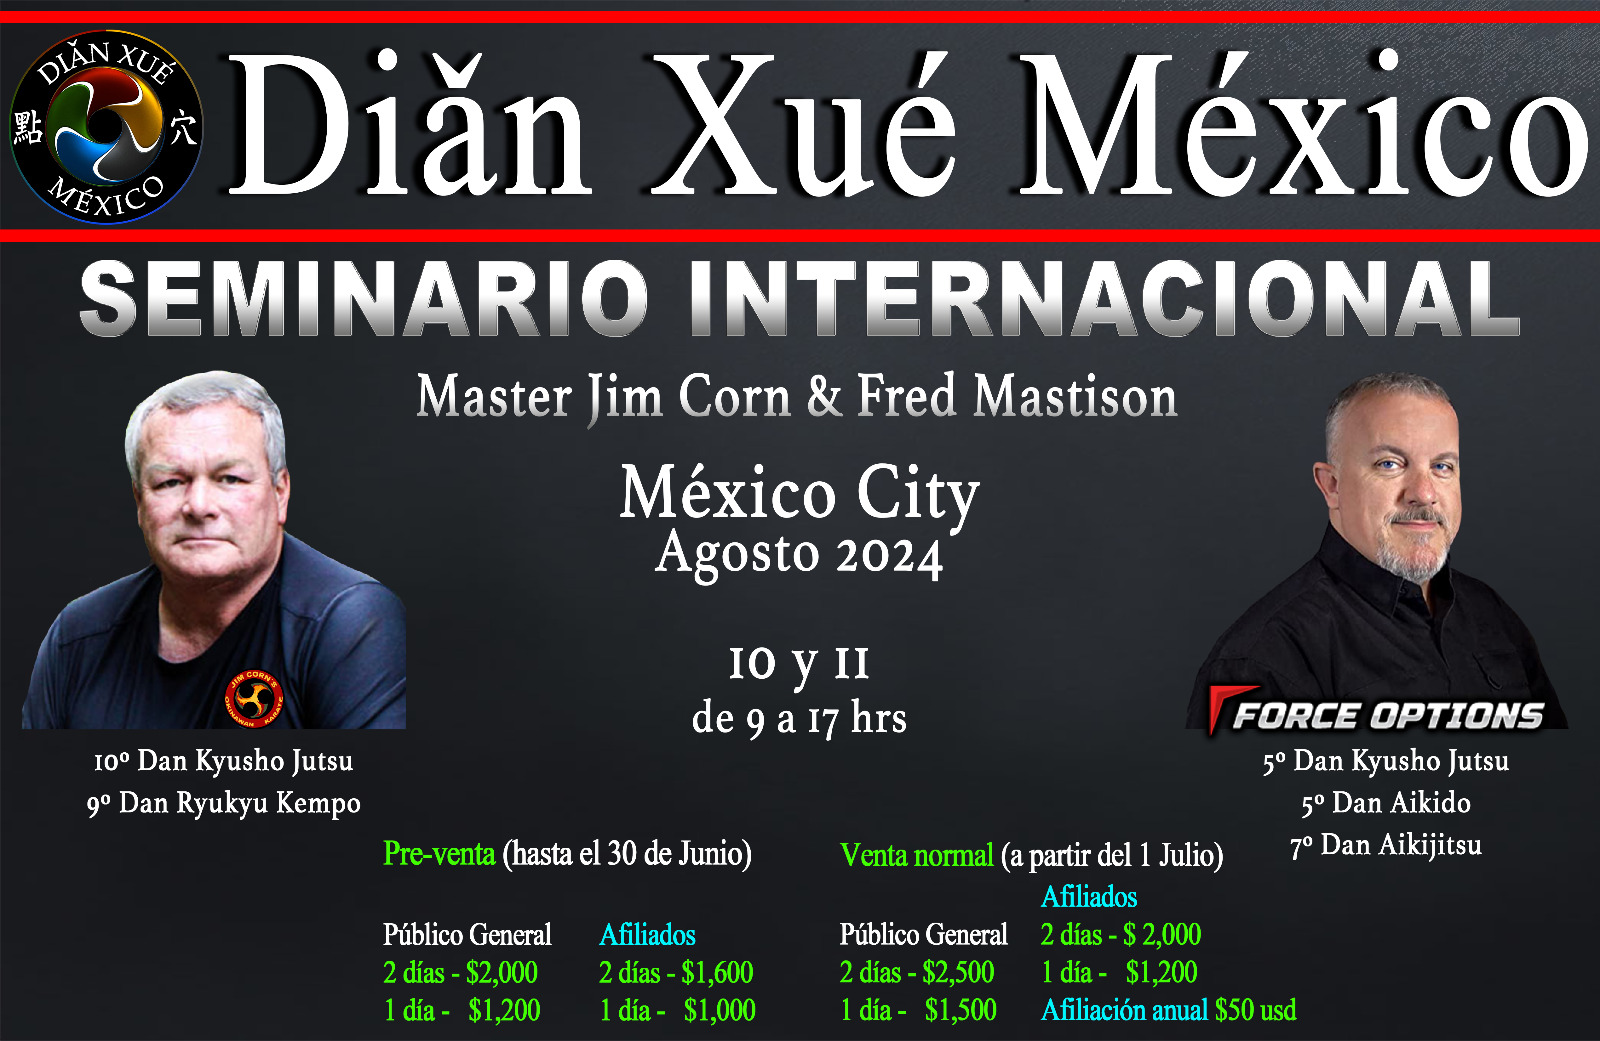 DIǍN XUÉ
點 穴
MÉXICO
Diǎn Xué México
SEMINARIO INTERNACIONAL
Master Jim Corn & Fred Mastison
México City
Agosto 2024
10 y 11
de 9 a 17 hrs
JIM CORN'S
OKINAWAN KARATE
10º Dan Kyusho Jutsu
9º Dan Ryukyu Kempo
FORCE OPTIONS
5º Dan Kyusho Jutsu
5º Dan Aikido
7º Dan Aikijitsu
Pre-venta (hasta el 30 de Junio)
Público General
2 días - $2,000
1 día - $1,200
Afiliados
2 días - $1,600
1 día - $1,000
Venta normal (a partir del 1 Julio)
Público General
2 días - $2,500
1 día - $1,500
Afiliados
2 días - $ 2,000
1 día - $1,200
Afiliación anual $50 usd